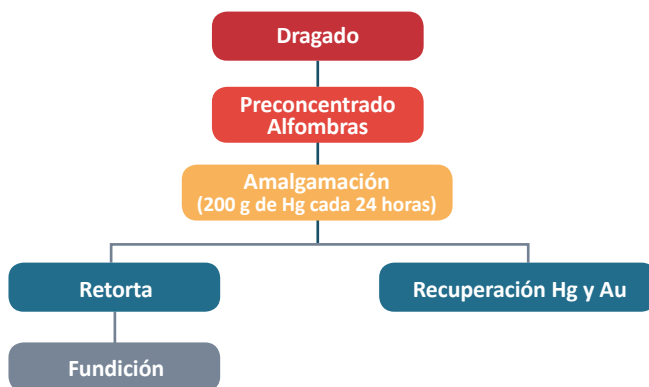 Dragado
Preconcentrado
Alfombras
Amalgamación
(200 g de Hg cada 24 horas)
Retorta
Recuperación Hg y Au
Fundición